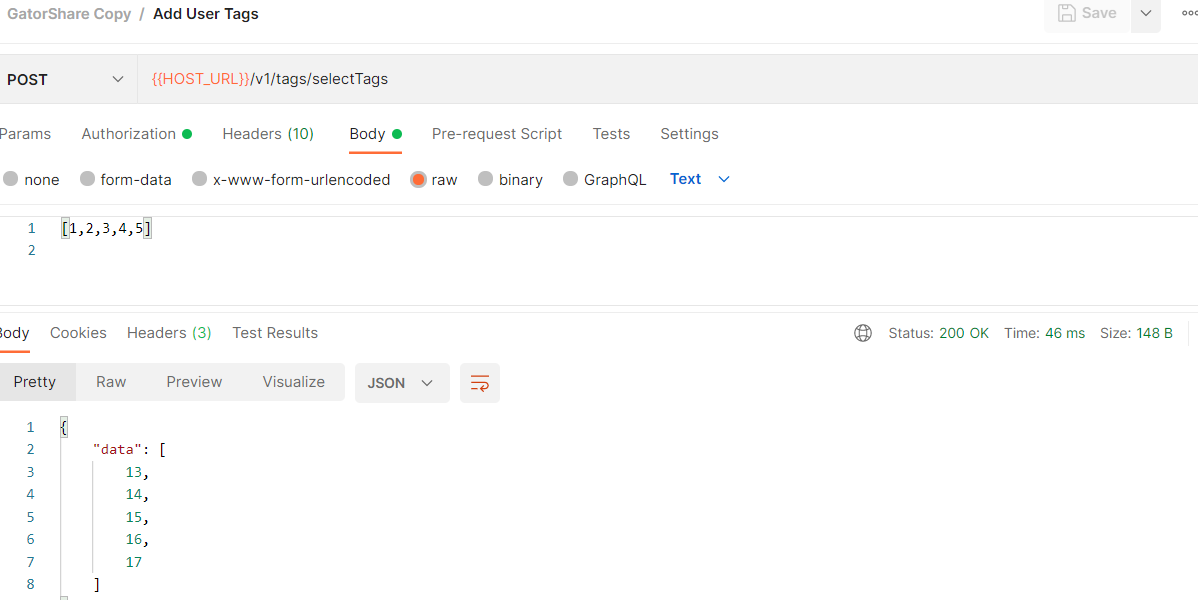 GatorShare Copy / Add User Tags Save
POST {{HOST_URL}}/v1/tags/selectTags
Params Authorization Headers (10) Body Pre-request Script Tests Settings
none form-data x-www-form-urlencoded raw binary GraphQL Text
1 [1,2,3,4,5]
2
Body Cookies Headers (3) Test Results Status: 200 OK Time: 46 ms Size: 148 B
Pretty Raw Preview Visualize JSON
1 {
2 "data": [
3 13,
4 14,
5 15,
6 16,
7 17
8 ]